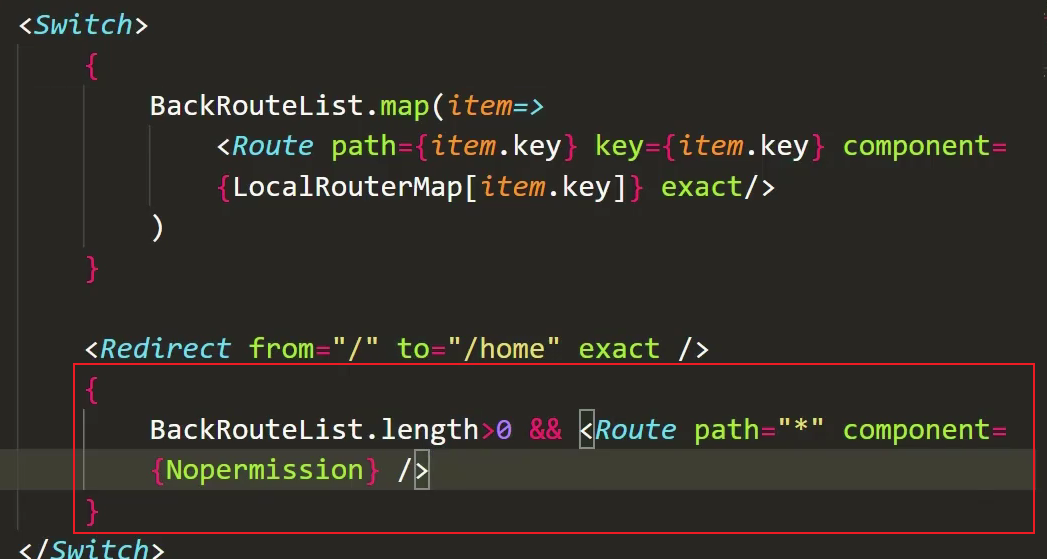 <Switch>
{
BackRouteList.map(item=>
<Route path={item.key} key={item.key} component=
{LocalRouterMap[item.key]} exact/>
)
}
<Redirect from="/" to="/home" exact />
{
BackRouteList.length>0 && <Route path="*" component=
{Nopermission} />
}
</Switch>